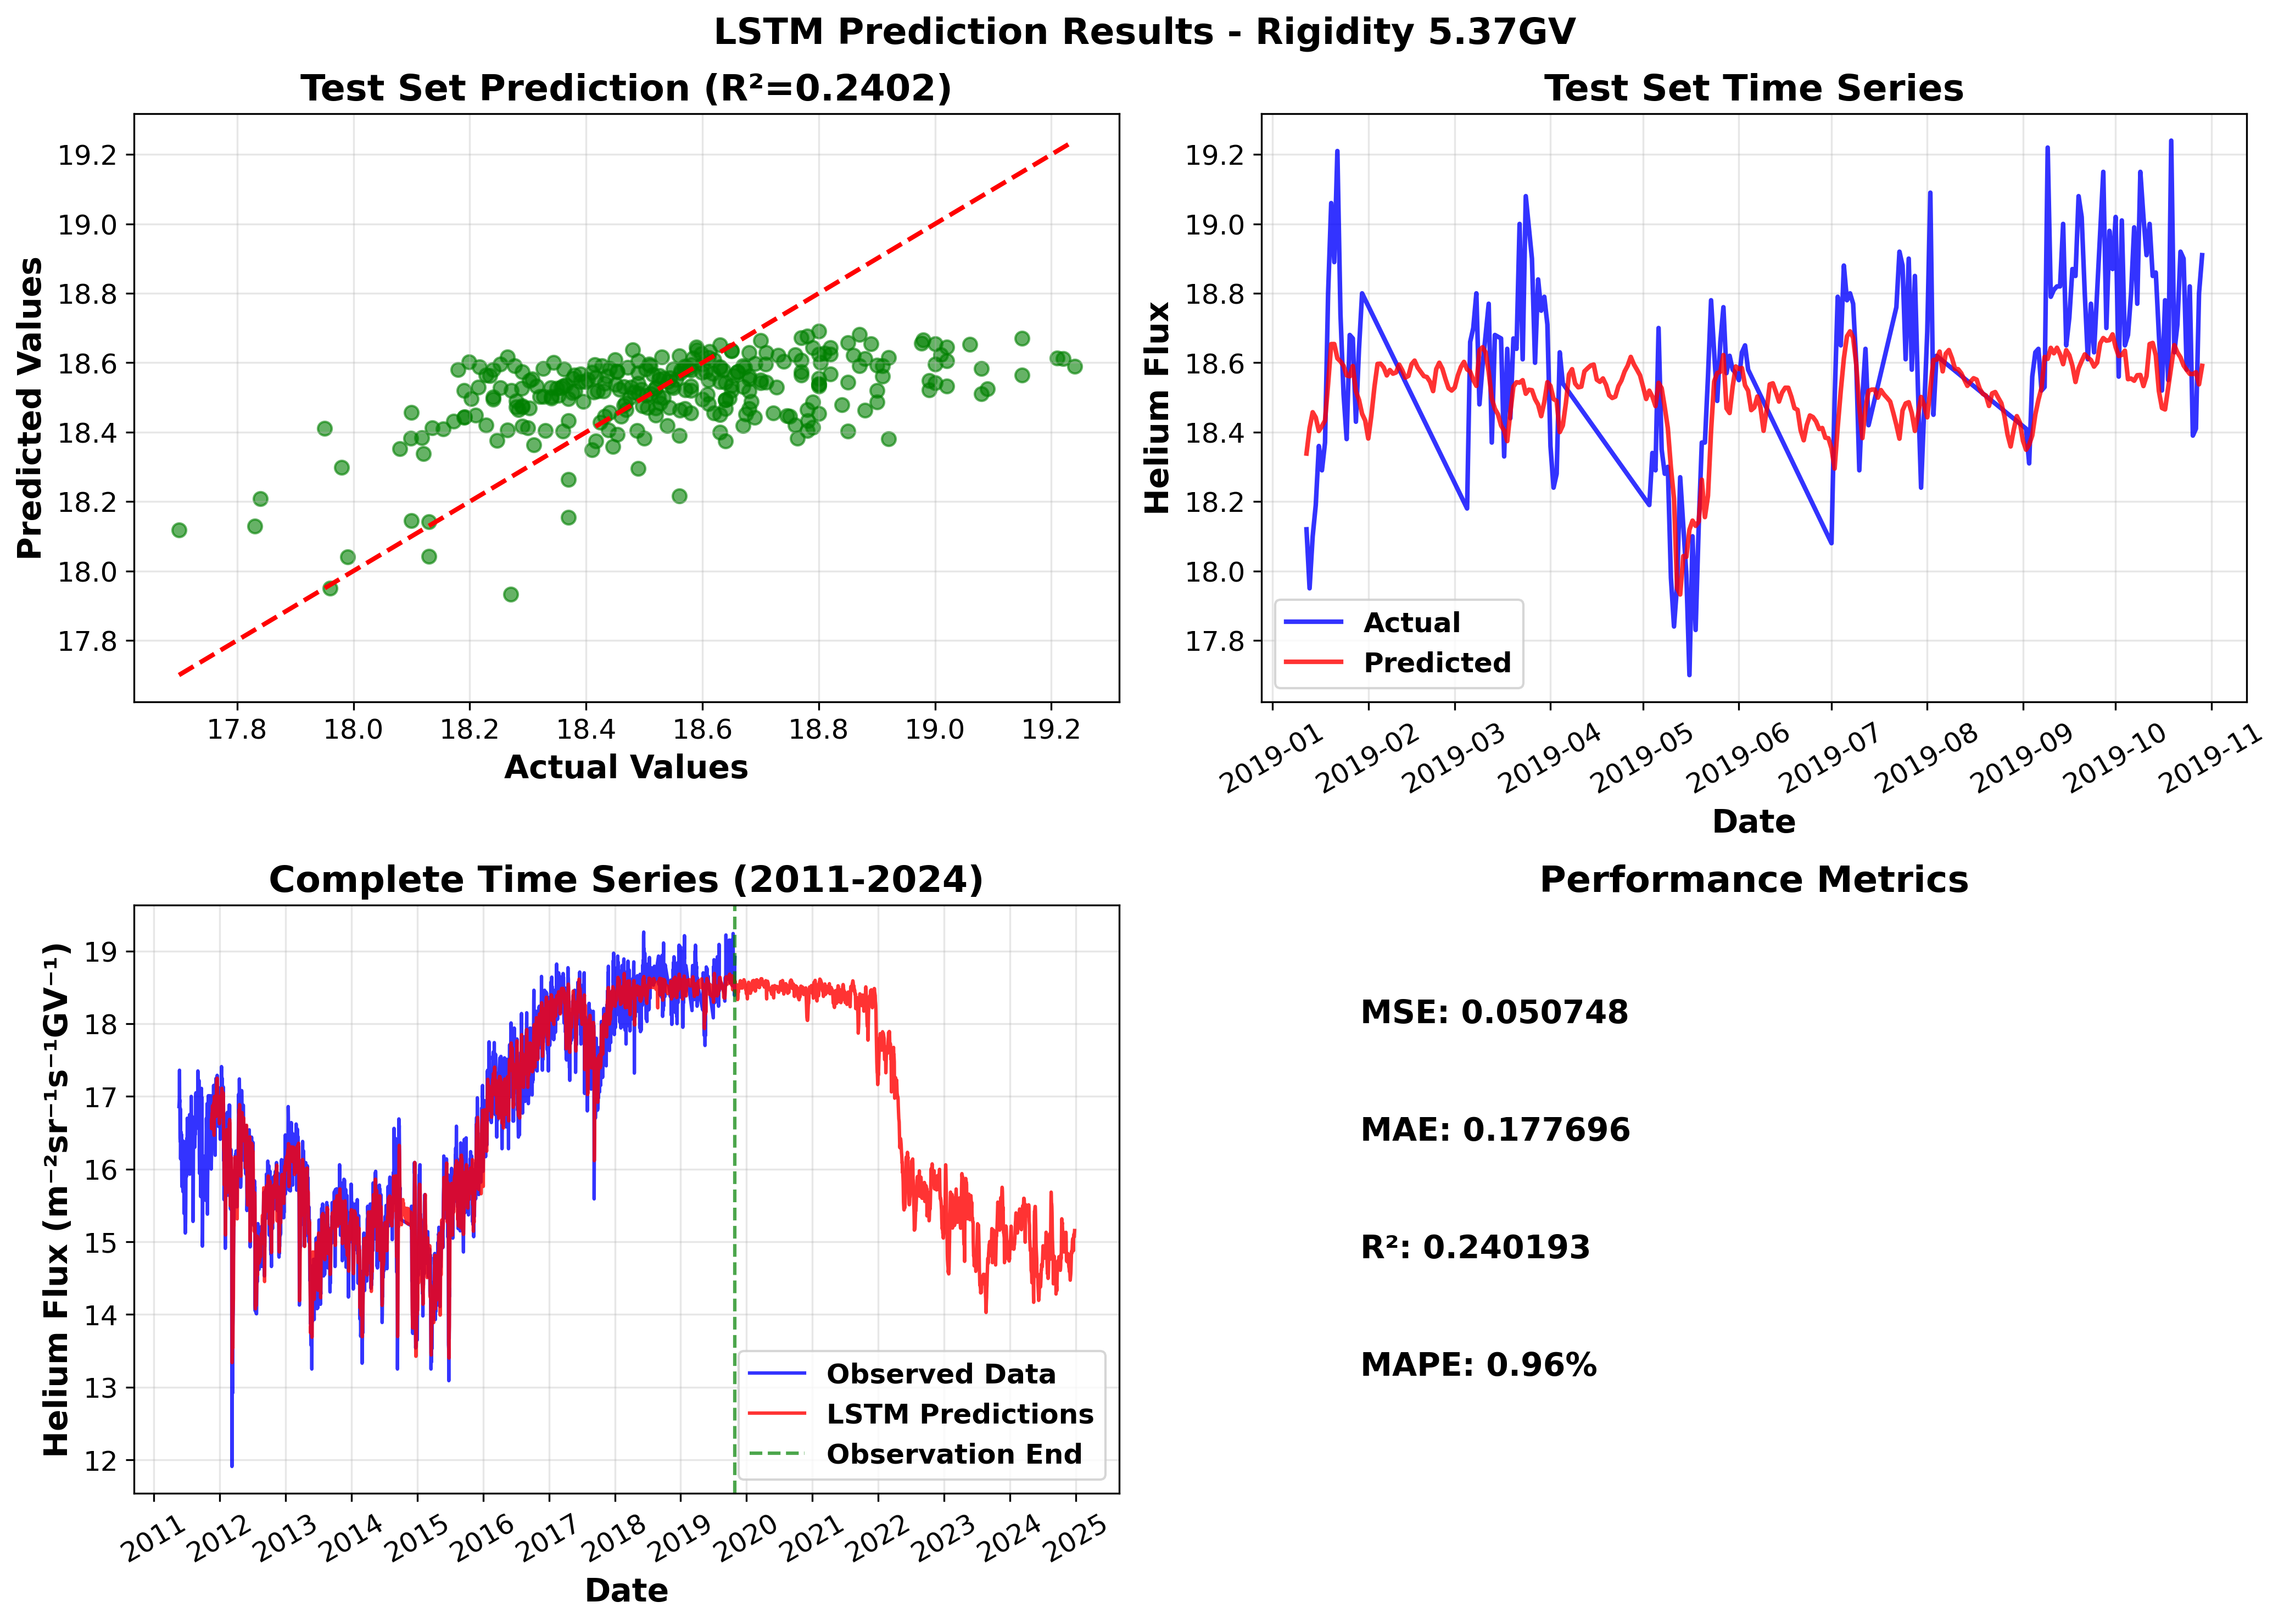 LSTM Prediction Results - Rigidity 5.37GV
Test Set Prediction (R²=0.2402)
Predicted Values
19.2
19.0
18.8
18.6
18.4
18.2
18.0
17.8
17.8 18.0 18.2 18.4 18.6 18.8 19.0 19.2
Actual Values
Test Set Time Series
Helium Flux
19.2
19.0
18.8
18.6
18.4
18.2
18.0
17.8
Actual
Predicted
2019-01 2019-02 2019-03 2019-04 2019-05 2019-06 2019-07 2019-08 2019-09 2019-10 2019-11
Date
Complete Time Series (2011-2024)
Helium Flux (m⁻²sr⁻¹s⁻¹GV⁻¹)
19
18
17
16
15
14
13
12
Observed Data
LSTM Predictions
Observation End
2011 2012 2013 2014 2015 2016 2017 2018 2019 2020 2021 2022 2023 2024 2025
Date
Performance Metrics
MSE: 0.050748
MAE: 0.177696
R²: 0.240193
MAPE: 0.96%